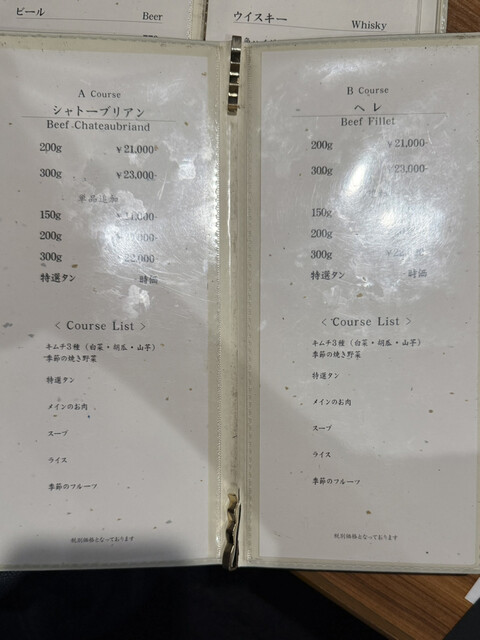 ビール Beer
ウイスキー Whisky
A Course
シャトーブリアン
Beef Chateaubriand
200g ￥21,000-
300g ￥23,000-
単品追加
150g
200g
300g
特選タン 時価
< Course List >
キムチ3種（白菜・胡瓜・山芋）
季節の焼き野菜
特選タン
メインのお肉
スープ
ライス
季節のフルーツ
税別価格となっております
B Course
ヘレ
Beef Fillet
200g ￥21,000-
300g 23,000-
150g
200g
300g
特選タン 時価
< Course List >
キムチ3種（白菜・胡瓜・山芋）
季節の焼き野菜
特選タン
メインのお肉
スープ
ライス
季節のフルーツ
税別価格となっております